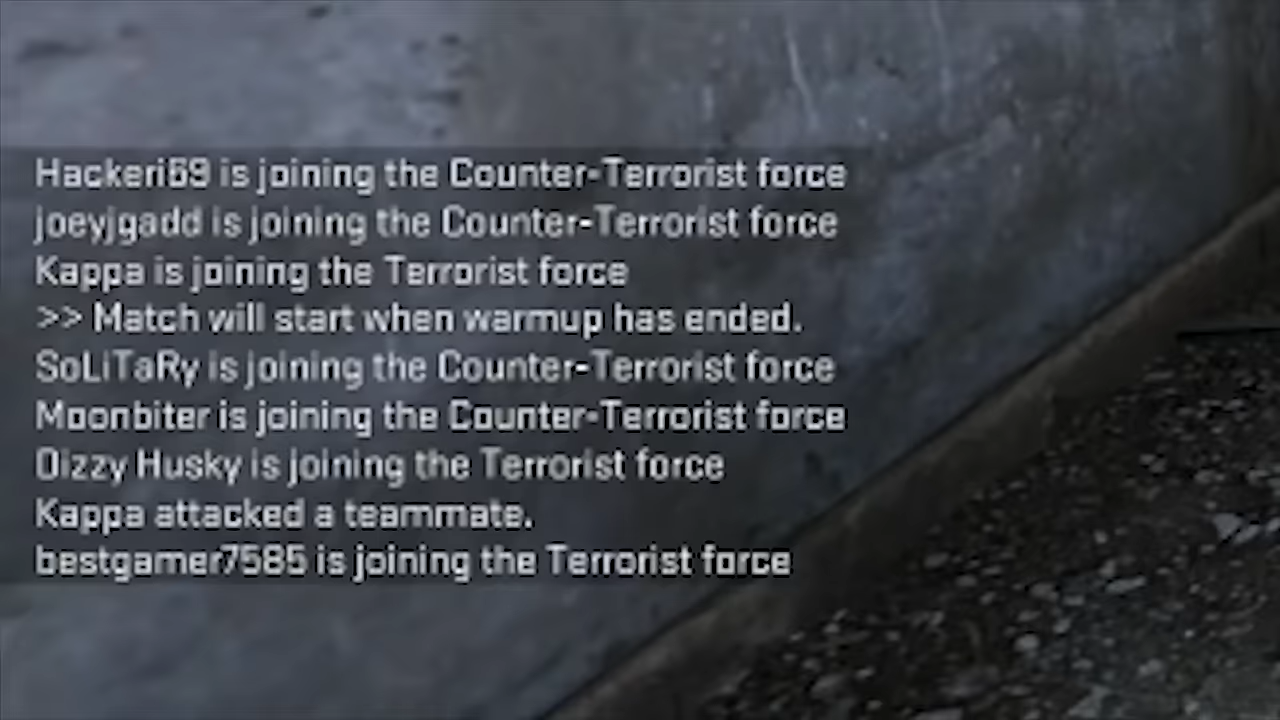 Hackeri69 is joining the Counter-Terrorist force
joeyjgadd is joining the Counter-Terrorist force
Kappa is joining the Terrorist force
>> Match will start when warmup has ended.
SoLiTaRy is joining the Counter-Terrorist force
Moonbiter is joining the Counter-Terrorist force
Dizzy Husky is joining the Terrorist force
Kappa attacked a teammate.
bestgamer7585 is joining the Terrorist force